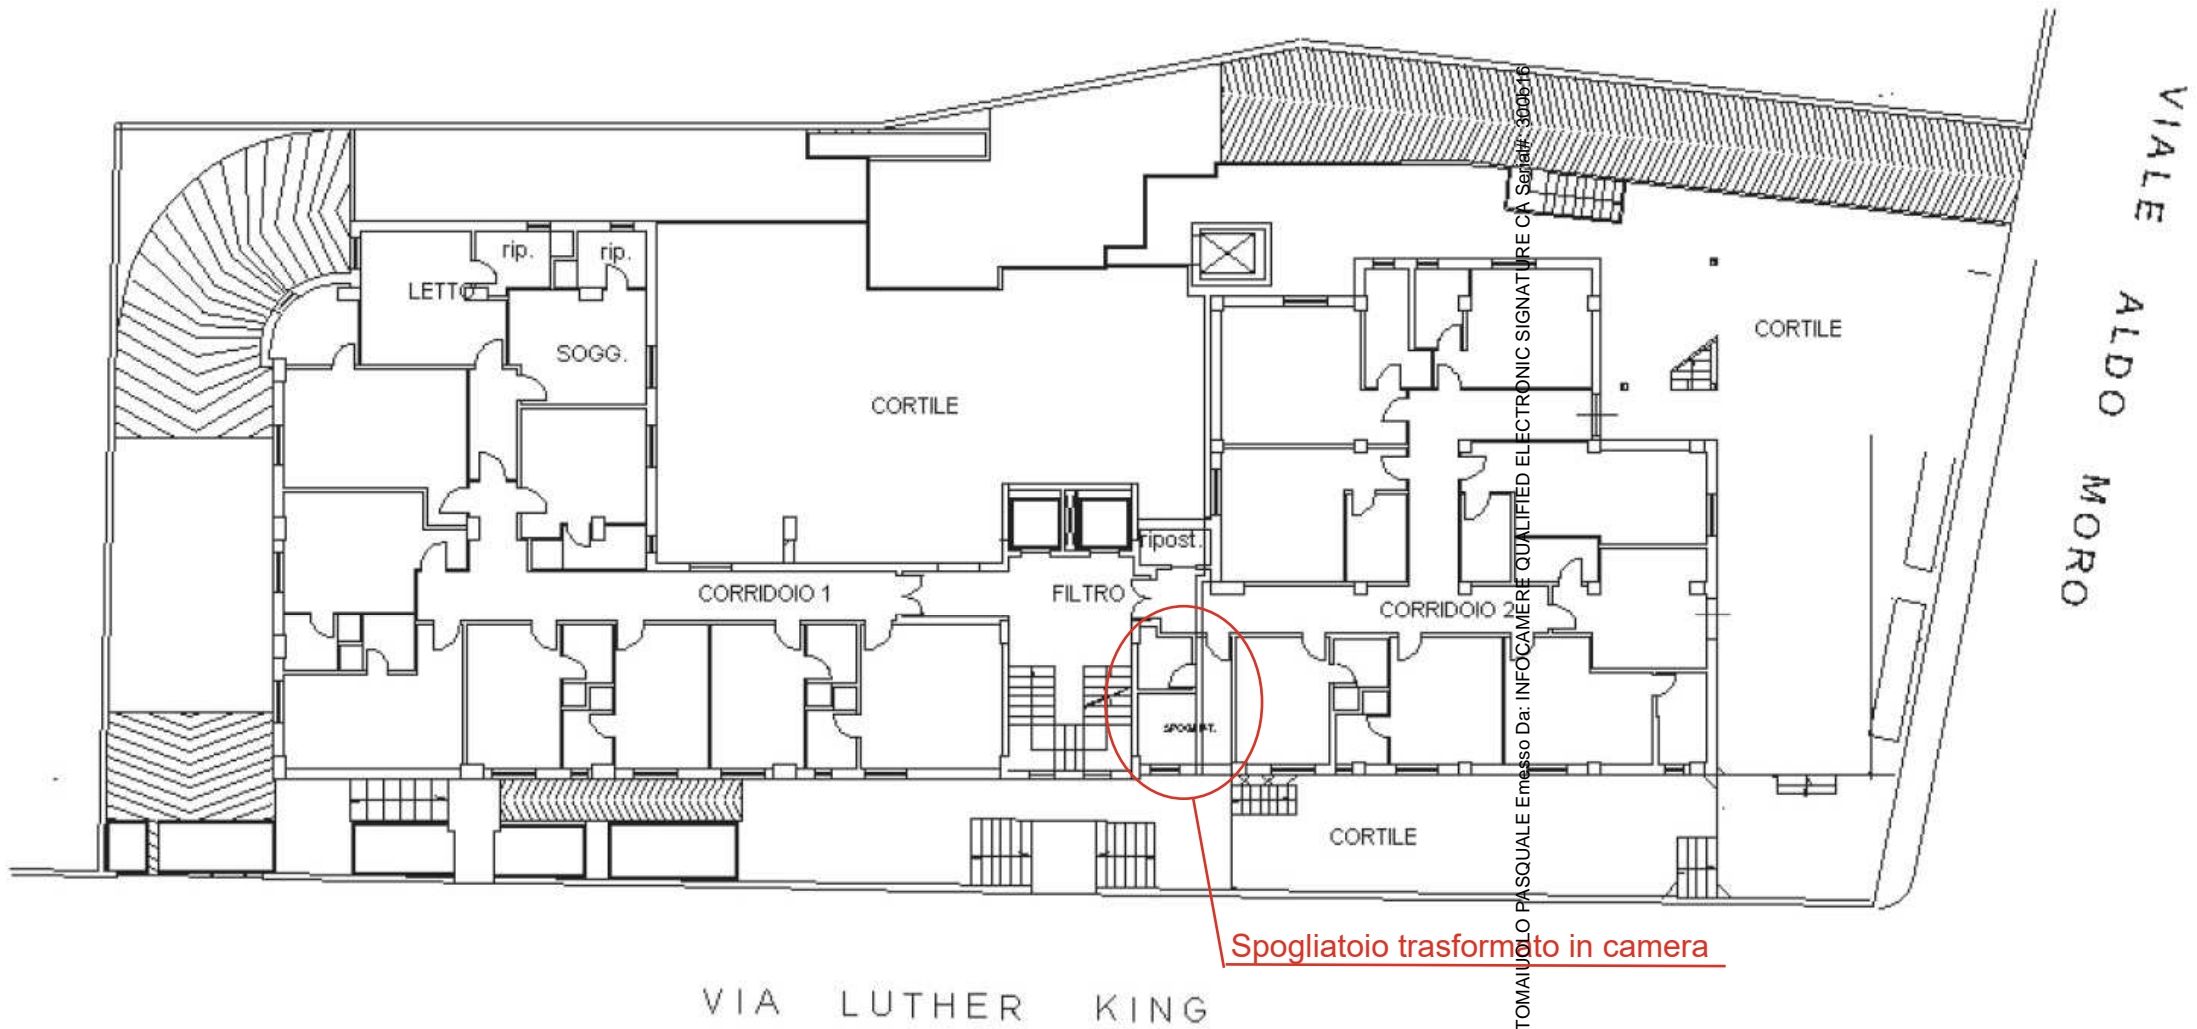 VIALE ALDO MORO
rip.
rip.
LETTO
SOGG.
CORTILE
CORTILE
ripost.
CORRIDOIO 1
FILTRO
CORRIDOIO 2
CORTILE
Spogliatoio trasformato in camera
VIA LUTHER KING
TOMAIUOLO PASQUALE Emesso Da: INFOCAMERE QUALIFIED ELECTRONIC SIGNATURE CA Serial#: 300b16